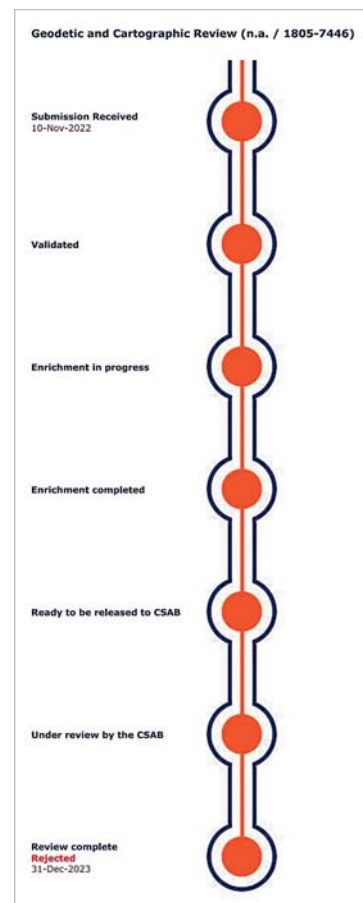 Geodetic and Cartographic Review (n.a. / 1805-7446)
Submission Received
10-Nov-2022
Validated
Enrichment in progress
Enrichment completed
Ready to be released to CSAB
Under review by the CSAB
Review complete
Rejected
31-Dec-2023